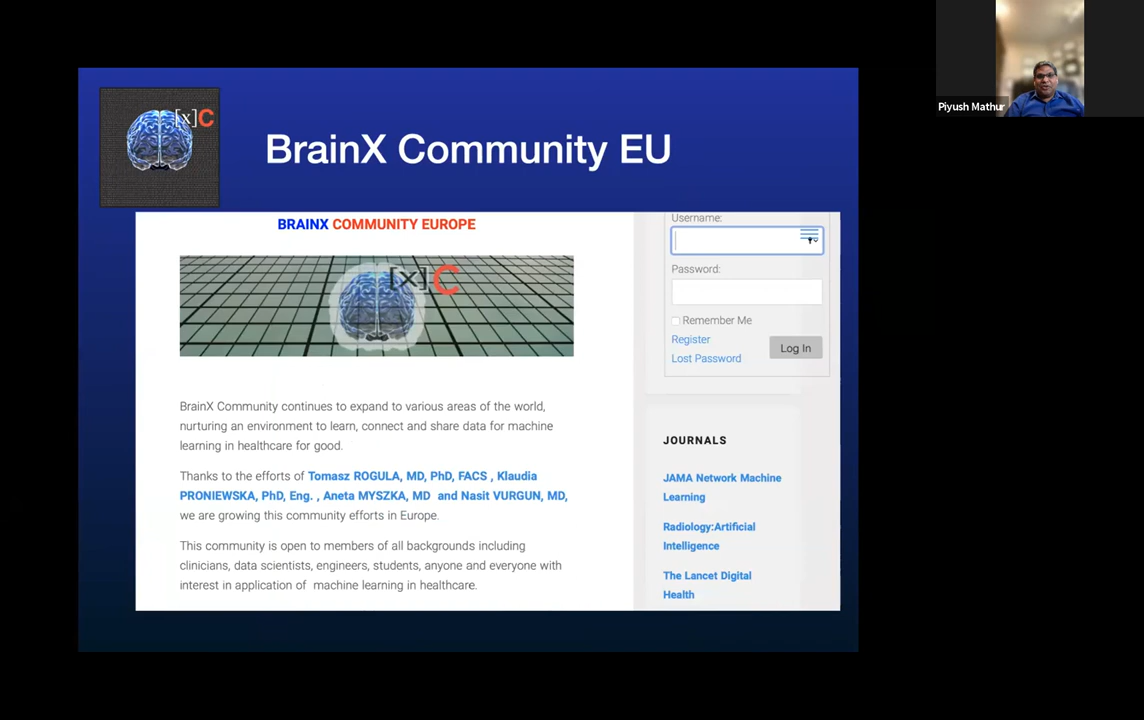 Piyush Mathur
[x]C
BrainX Community EU
BRAINX COMMUNITY EUROPE
[x]C
BrainX Community continues to expand to various areas of the world,
nurturing an environment to learn, connect and share data for machine
learning in healthcare for good.
Thanks to the efforts of Tomasz ROGULA, MD, PhD, FACS , Klaudia
PRONIEWSKA, PhD, Eng. , Aneta MYSZKA, MD and Nasit VURGUN, MD,
we are growing this community efforts in Europe.
This community is open to members of all backgrounds including
clinicians, data scientists, engineers, students, anyone and everyone with
interest in application of machine learning in healthcare.
Username:
Password:
Remember Me
Register
Log In
Lost Password
JOURNALS
JAMA Network Machine
Learning
Radiology:Artificial
Intelligence
The Lancet Digital
Health